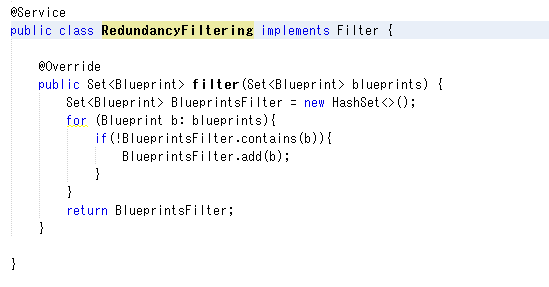 @Service
public class RedundancyFiltering implements Filter {
@Override
public Set<Blueprint> filter(Set<Blueprint> blueprints) {
Set<Blueprint> BlueprintsFilter = new HashSet<>();
for (Blueprint b: blueprints){
if(!BlueprintsFilter.contains(b)){
BlueprintsFilter.add(b);
}
}
return BlueprintsFilter;
}
}